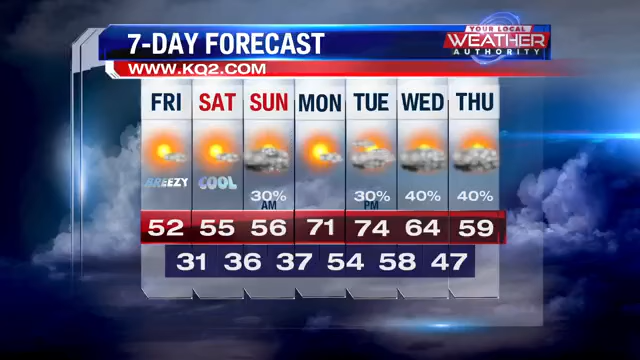 7-DAY FORECAST
YOUR LOCAL
WEATHER
AUTHORITY
WWW.KQ2.COM
FRI SAT SUN MON TUE WED THU
BREEZY COOL
30% 30% 40% 40%
AM PM
52 55 56 71 74 64 59
31 36 37 54 58 47